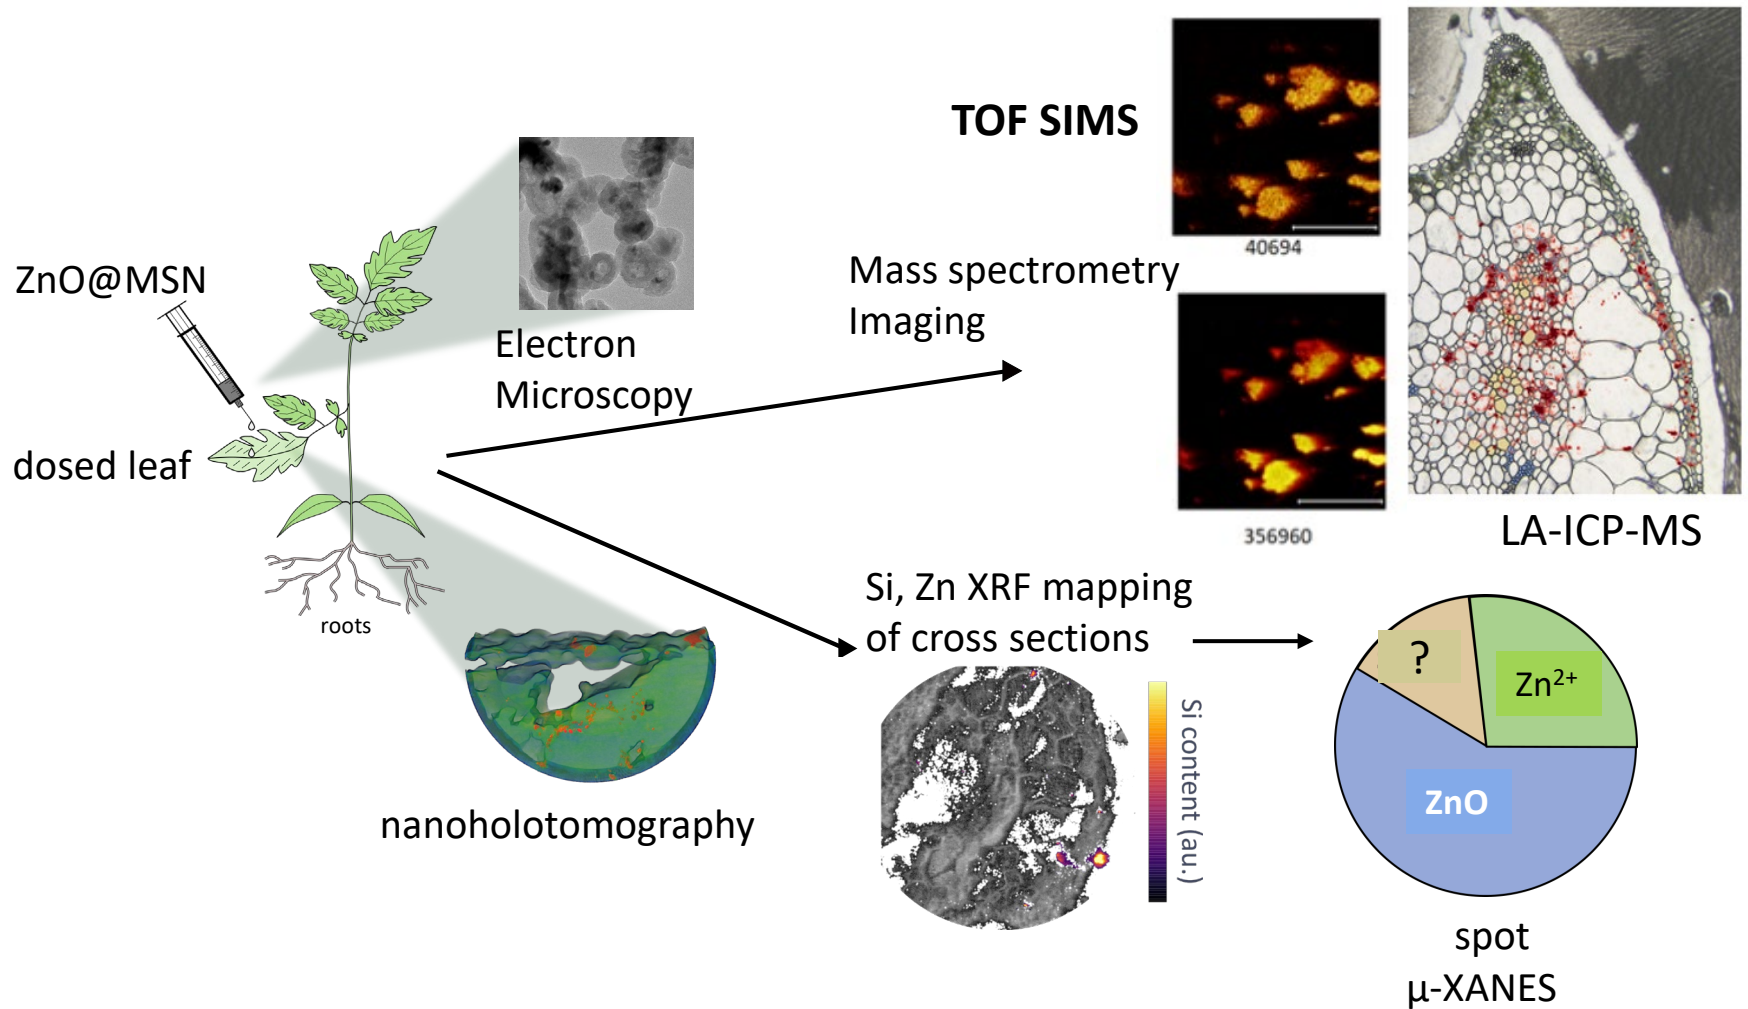 TOF SIMS
40694
ZnO@MSN
Mass spectrometry
Imaging
Electron
Microscopy
dosed leaf
356960
LA-ICP-MS
roots
Si, Zn XRF mapping
of cross sections
?
Zn²⁺
Si content (au.)
ZnO
nanoholotomography
spot
µ-XANES